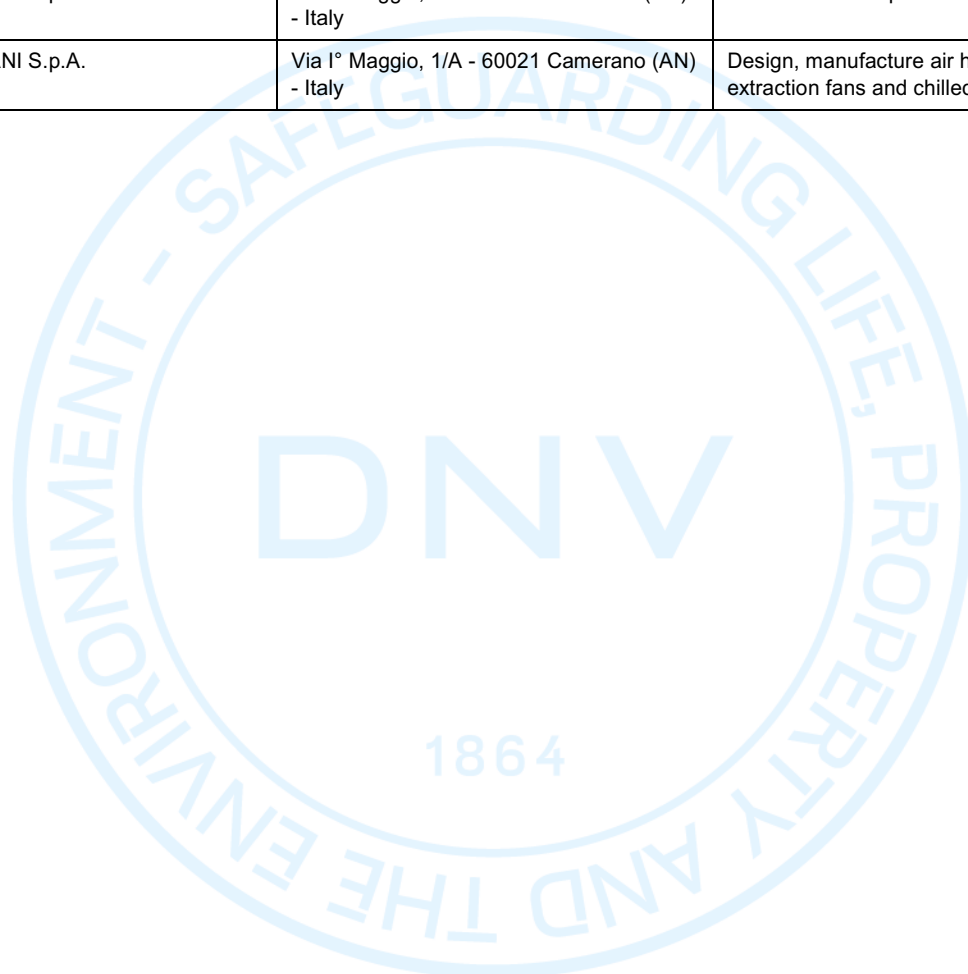 - Italy
NI S.p.A.
Via I° Maggio, 1/A - 60021 Camerano (AN)
- Italy
Design, manufacture air h
extraction fans and chilled
SAFEGUARDING LIFE, PROPERTY AND THE ENVIRONMENT -
DNV
1864